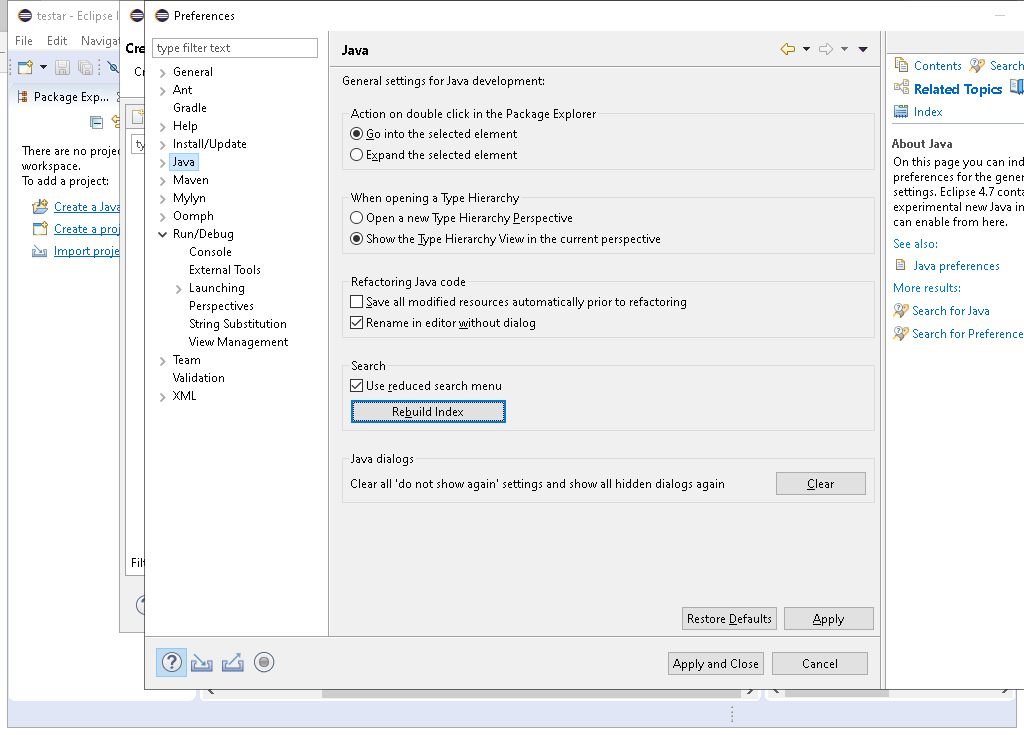 testar - Eclipse I
File Edit Navigat
Package Exp...
There are no proje
workspace.
To add a project:
Create a Java
Create a proj
Import proje
Cre
Cr
ty
Filt
Preferences
type filter text
General
Ant
Gradle
Help
Install/Update
Java
Maven
Mylyn
Oomph
Run/Debug
Console
External Tools
Launching
Perspectives
String Substitution
View Management
Team
Validation
XML
Java
General settings for Java development:
Action on double click in the Package Explorer
Go into the selected element
Expand the selected element
When opening a Type Hierarchy
Open a new Type Hierarchy Perspective
Show the Type Hierarchy View in the current perspective
Refactoring Java code
Save all modified resources automatically prior to refactoring
Rename in editor without dialog
Search
Use reduced search menu
Rebuild Index
Java dialogs
Clear all 'do not show again' settings and show all hidden dialogs again
Clear
Restore Defaults Apply
Apply and Close Cancel
Contents Search
Related Topics
Index
About Java
On this page you can ind
preferences for the gener
settings. Eclipse 4.7 conta
experimental new Java in
can enable from here.
See also:
Java preferences
More results:
Search for Java
Search for Preference